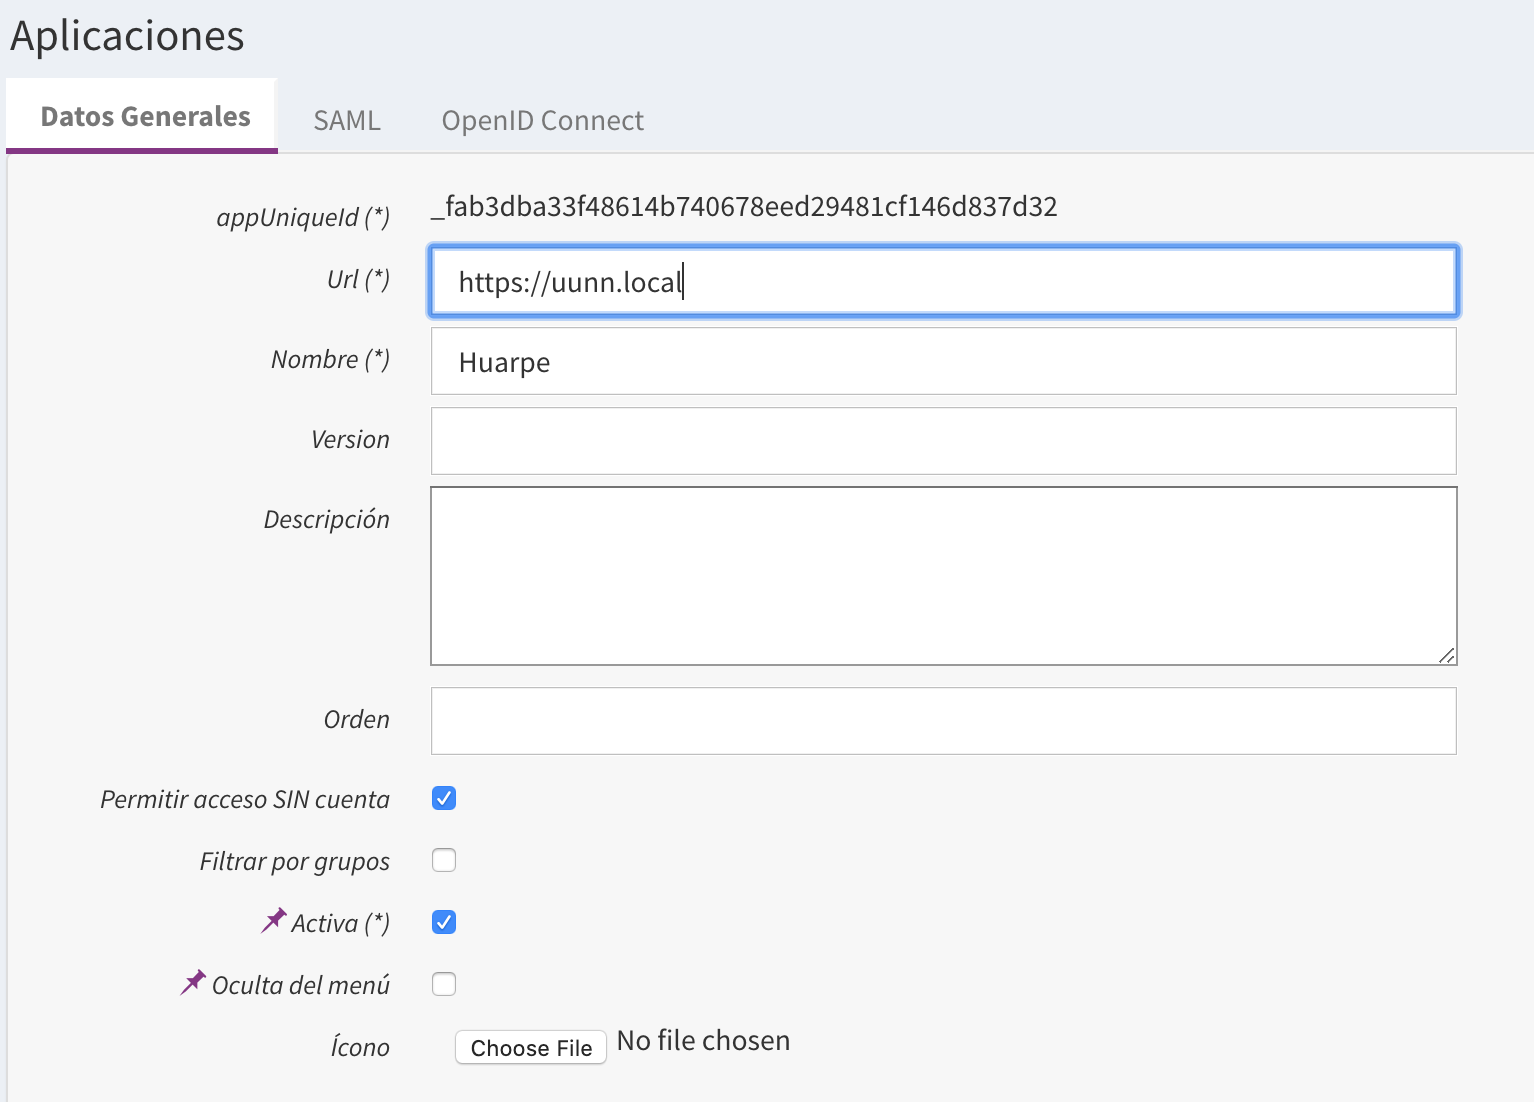 Aplicaciones
Datos Generales SAML OpenID Connect
appUniqueId (*) _fab3dba33f48614b740678eed29481cf146d837d32
Url (*) https://uunn.local
Nombre (*) Huarpe
Version
Descripción
Orden
Permitir acceso SIN cuenta
Filtrar por grupos
Activa (*)
Oculta del menú
Ícono Choose File No file chosen